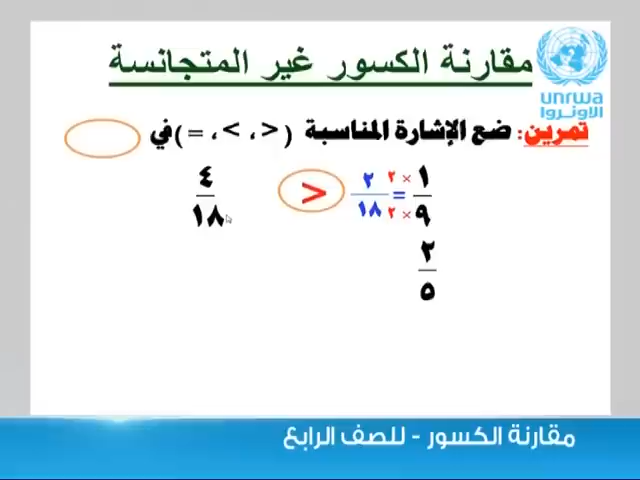 مقارنة الكسور غير المتجانسة
unrwa
الاونروا
تمرين: ضع الإشارة المناسبة ( > ، < ، = ) في
١/٩ × ٢/٢ = ٢/١٨ > ٤/١٨
٢/٥
مقارنة الكسور - للصف الرابع